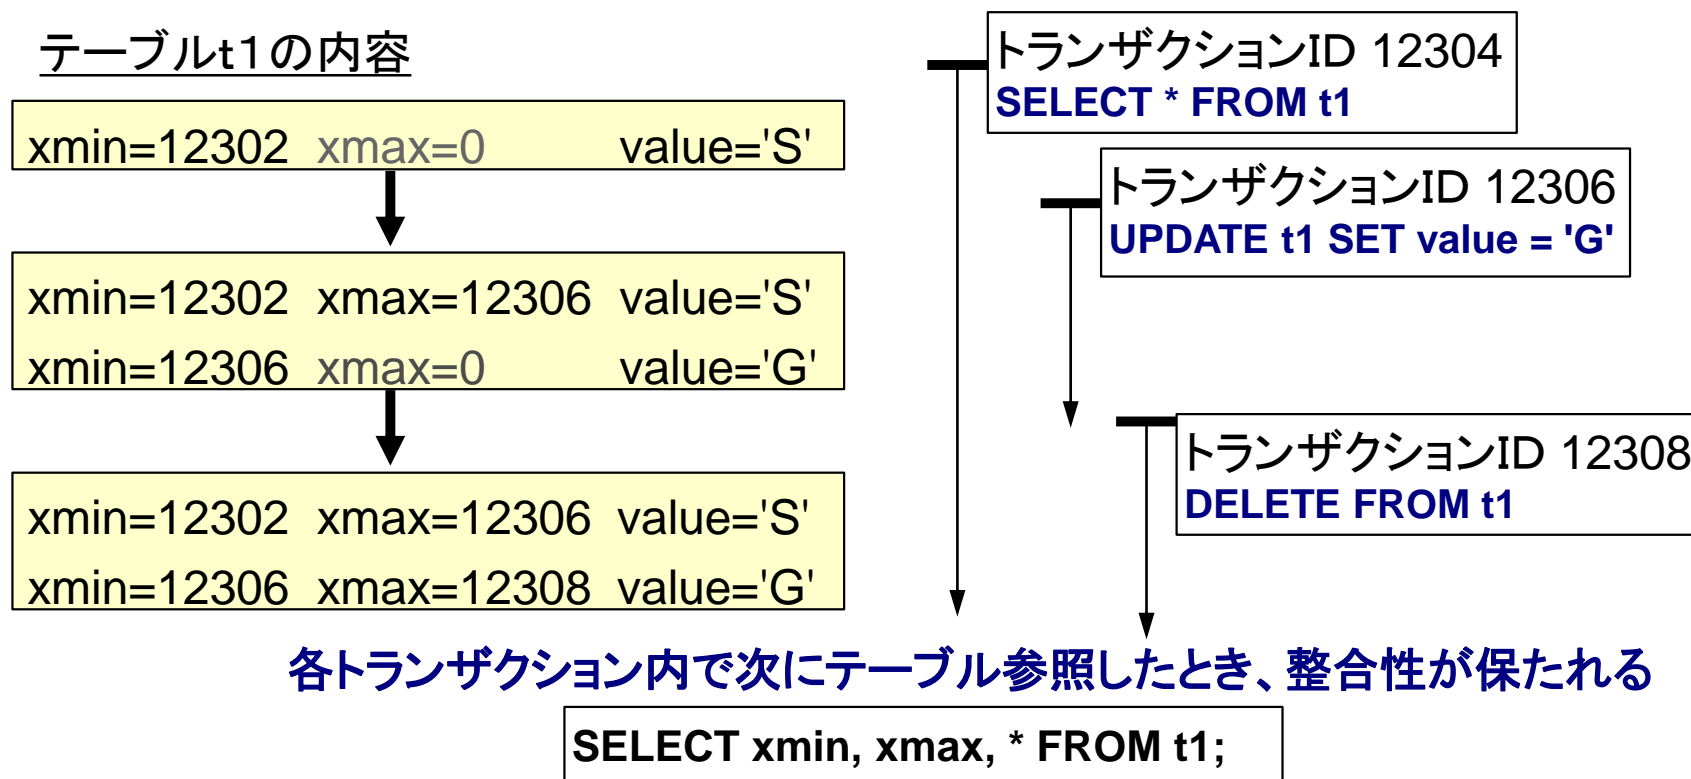 テーブルt1の内容
xmin=12302 xmax=0 value='S'
xmin=12302 xmax=12306 value='S'
xmin=12306 xmax=0 value='G'
xmin=12302 xmax=12306 value='S'
xmin=12306 xmax=12308 value='G'
トランザクションID 12304
SELECT * FROM t1
トランザクションID 12306
UPDATE t1 SET value = 'G'
トランザクションID 12308
DELETE FROM t1
各トランザクション内で次にテーブル参照したとき、整合性が保たれる
SELECT xmin, xmax, * FROM t1;